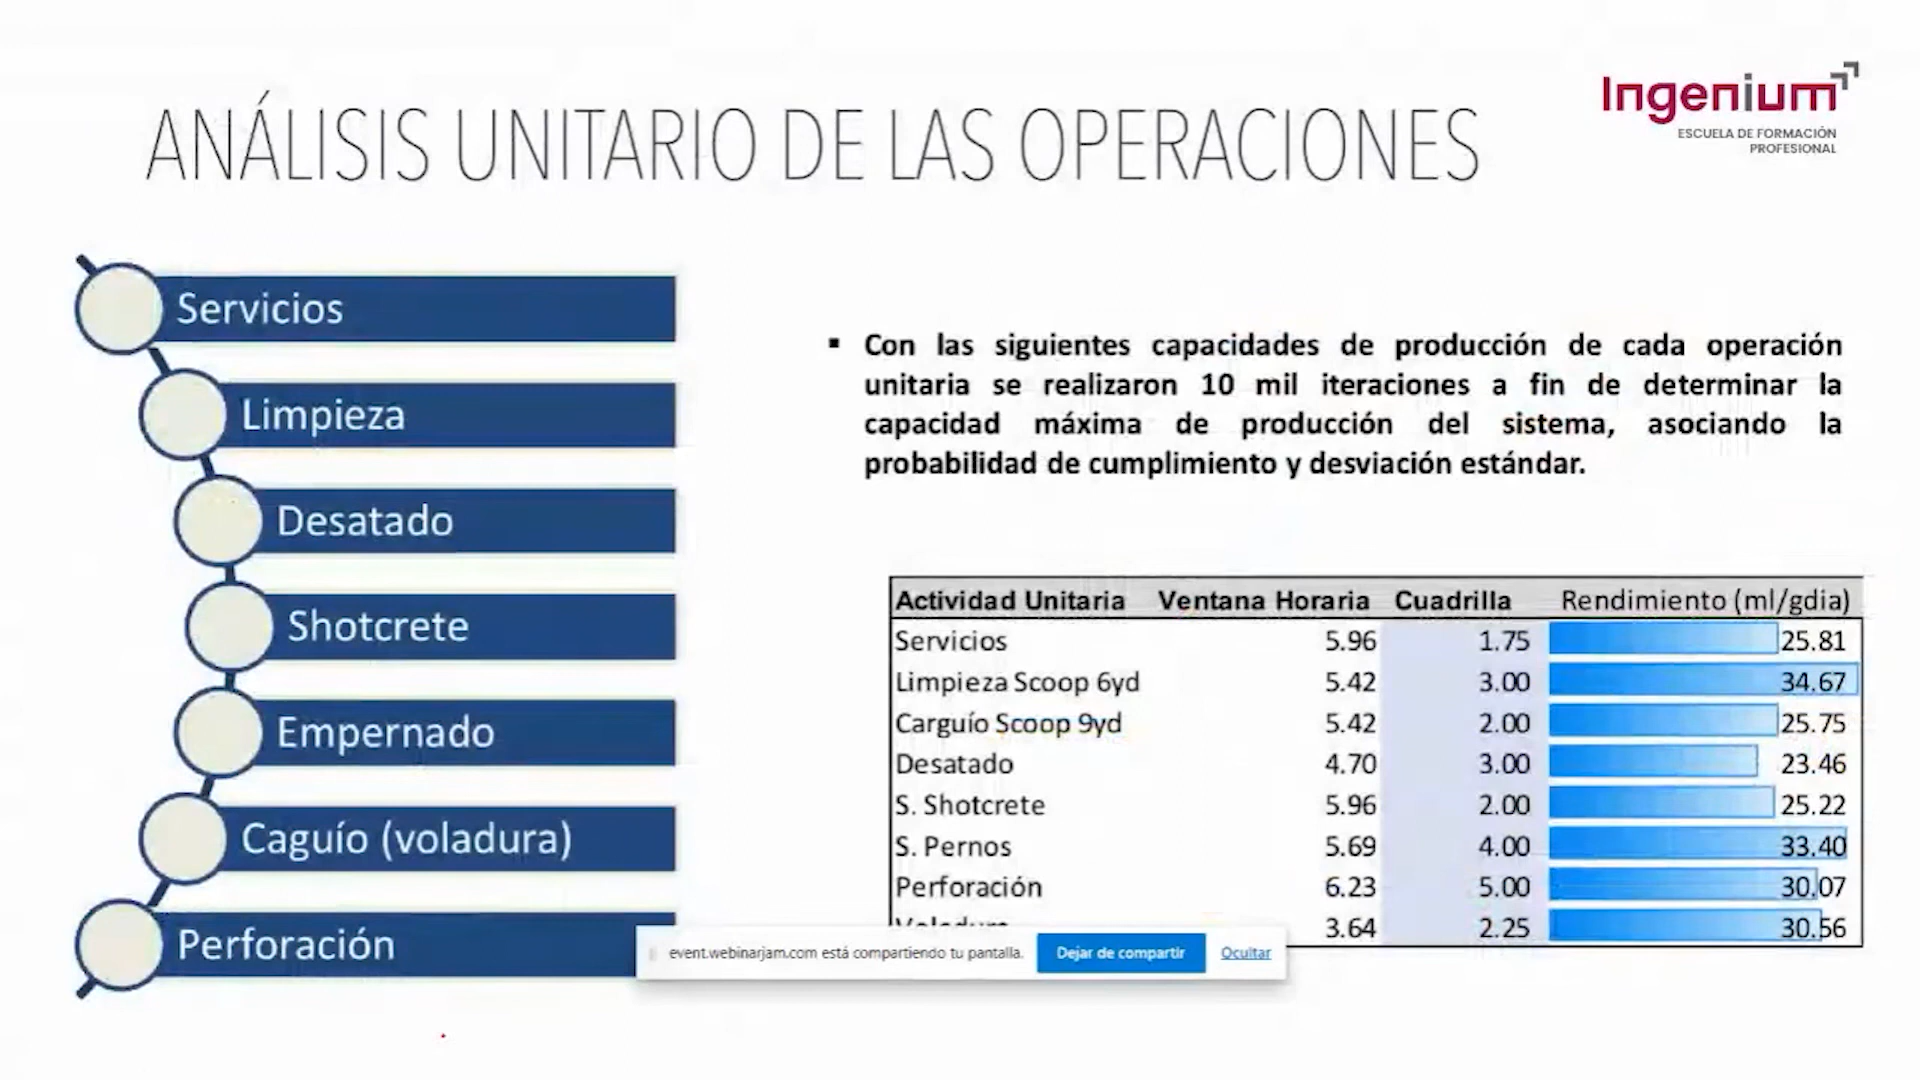 ANÁLISIS UNITARIO DE LAS OPERACIONES
Ingenium
ESCUELA DE FORMACIÓN
PROFESIONAL
Servicios
Limpieza
Desatado
Shotcrete
Empernado
Caguío (voladura)
Perforación
▪ Con las siguientes capacidades de producción de cada operación
unitaria se realizaron 10 mil iteraciones a fin de determinar la
capacidad máxima de producción del sistema, asociando la
probabilidad de cumplimiento y desviación estándar.
Actividad Unitaria Ventana Horaria Cuadrilla Rendimiento (ml/gdia)
Servicios 5.96 1.75 25.81
Limpieza Scoop 6yd 5.42 3.00 34.67
Carguío Scoop 9yd 5.42 2.00 25.75
Desatado 4.70 3.00 23.46
S. Shotcrete 5.96 2.00 25.22
S. Pernos 5.69 4.00 33.40
Perforación 6.23 5.00 30.07
3.64 2.25 30.56
event.webinarjam.com está compartiendo tu pantalla. Dejar de compartir Ocultar